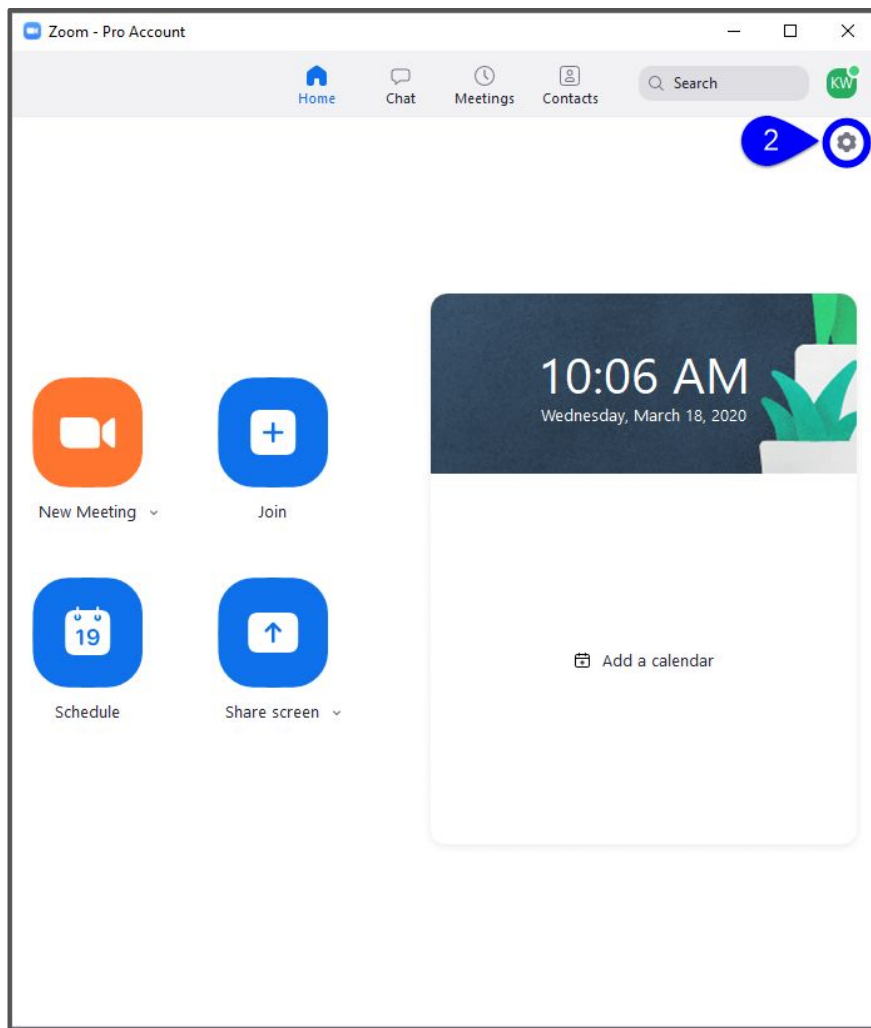 Zoom - Pro Account
Home
Chat
Meetings
Contacts
Search
KW
2
10:06 AM
Wednesday, March 18, 2020
New Meeting
Join
19
Schedule
Share screen
Add a calendar